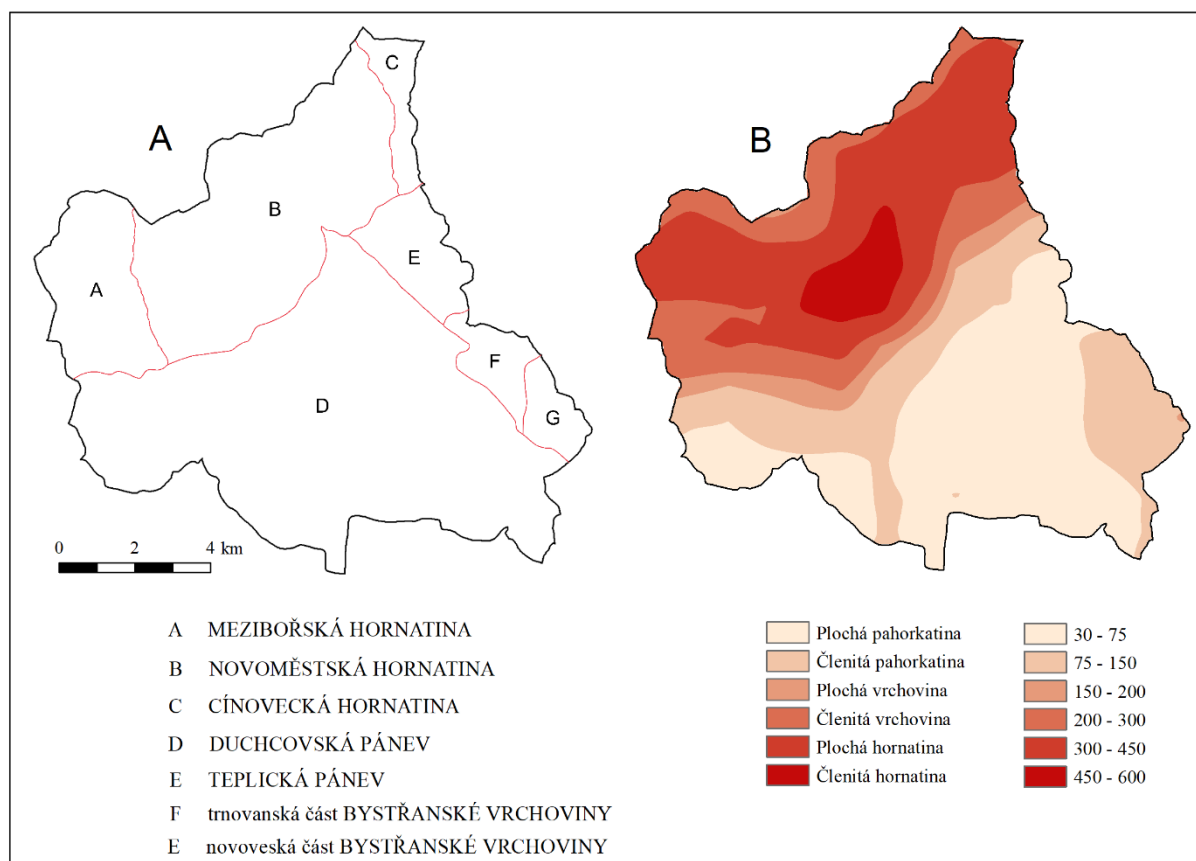 A
B
C
B
A
E
F
D
G
0 2 4 km
A MEZIBOŘSKÁ HORNATINA
B NOVOMĚSTSKÁ HORNATINA
C CÍNOVECKÁ HORNATINA
D DUCHCOVSKÁ PÁNEV
E TEPLICKÁ PÁNEV
F trnovanská část BYSTŘANSKÉ VRCHOVINY
E novoveská část BYSTŘANSKÉ VRCHOVINY
Plochá pahorkatina 30 - 75
Členitá pahorkatina 75 - 150
Plochá vrchovina 150 - 200
Členitá vrchovina 200 - 300
Plochá hornatina 300 - 450
Členitá hornatina 450 - 600